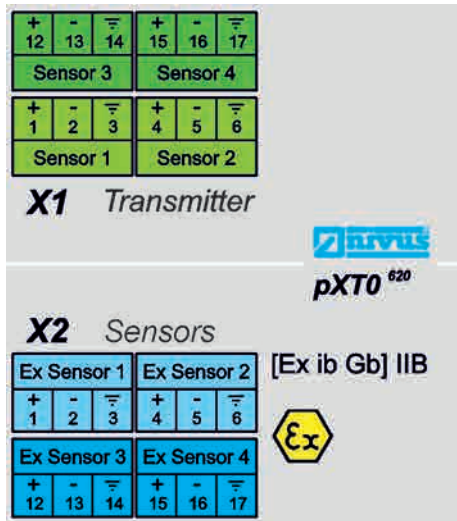 + - ⏚ + - ⏚
12 13 14 15 16 17
Sensor 3 Sensor 4
+ - ⏚ + - ⏚
1 2 3 4 5 6
Sensor 1 Sensor 2
X1 Transmitter
nivus
pXT0 620
X2 Sensors
Ex Sensor 1 Ex Sensor 2 [Ex ib Gb] IIB
+ - ⏚ + - ⏚
1 2 3 4 5 6
Ex
Ex Sensor 3 Ex Sensor 4
+ - ⏚ + - ⏚
12 13 14 15 16 17